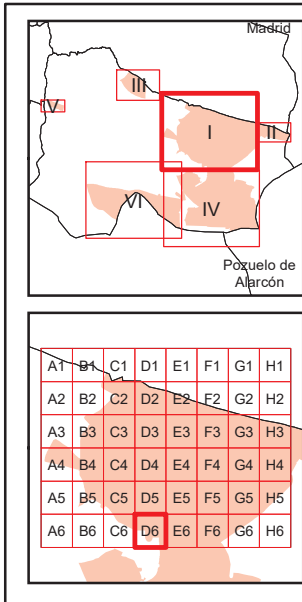 Madrid
III
V
I
II
VI
IV
Pozuelo de
Alarcón
A1 B1 C1 D1 E1 F1 G1 H1
A2 B2 C2 D2 E2 F2 G2 H2
A3 B3 C3 D3 E3 F3 G3 H3
A4 B4 C4 D4 E4 F4 G4 H4
A5 B5 C5 D5 E5 F5 G5 H5
A6 B6 C6 D6 E6 F6 G6 H6